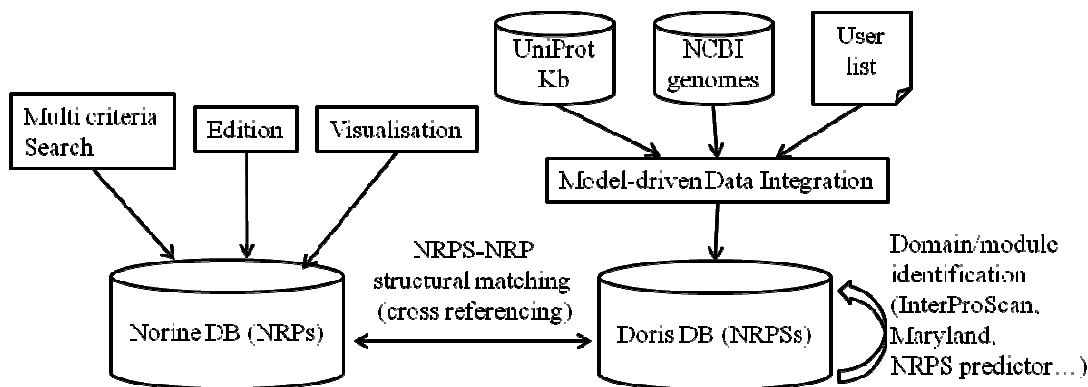 UniProt
Kb
NCBI
genomes
User
list
Multi criteria
Search
Edition
Visualisation
Model-driven Data Integration
NRPS-NRP
structural matching
(cross referencing)
Domain/module
identification
(InterProScan,
Maryland,
NRPS predictor…)
Norine DB (NRPs)
Doris DB (NRPSs)